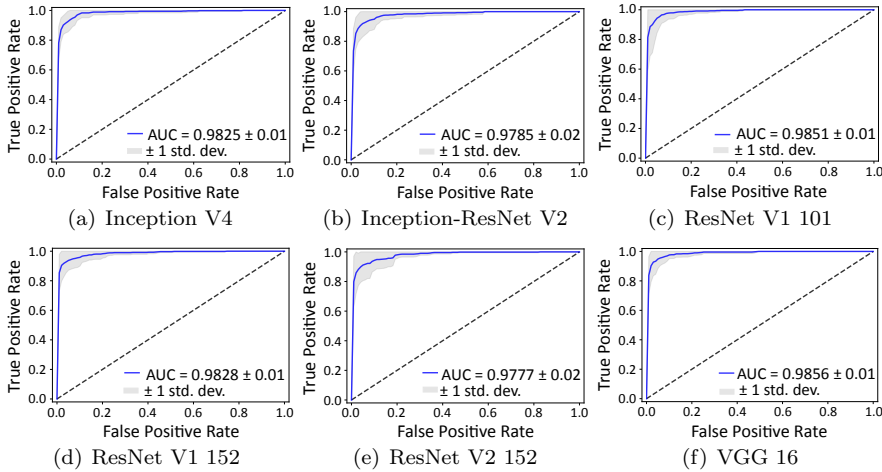 True Positive Rate
1.0
0.8
0.6
0.4
0.2
0.0
AUC = 0.9825 ± 0.01
± 1 std. dev.
0.0 0.2 0.4 0.6 0.8 1.0
False Positive Rate
(a) Inception V4
True Positive Rate
1.0
0.8
0.6
0.4
0.2
0.0
AUC = 0.9785 ± 0.02
± 1 std. dev.
0.0 0.2 0.4 0.6 0.8 1.0
False Positive Rate
(b) Inception-ResNet V2
True Positive Rate
1.0
0.8
0.6
0.4
0.2
0.0
AUC = 0.9851 ± 0.01
± 1 std. dev.
0.0 0.2 0.4 0.6 0.8 1.0
False Positive Rate
(c) ResNet V1 101
True Positive Rate
1.0
0.8
0.6
0.4
0.2
0.0
AUC = 0.9828 ± 0.01
± 1 std. dev.
0.0 0.2 0.4 0.6 0.8 1.0
False Positive Rate
(d) ResNet V1 152
True Positive Rate
1.0
0.8
0.6
0.4
0.2
0.0
AUC = 0.9777 ± 0.02
± 1 std. dev.
0.0 0.2 0.4 0.6 0.8 1.0
False Positive Rate
(e) ResNet V2 152
True Positive Rate
1.0
0.8
0.6
0.4
0.2
0.0
AUC = 0.9856 ± 0.01
± 1 std. dev.
0.0 0.2 0.4 0.6 0.8 1.0
False Positive Rate
(f) VGG 16